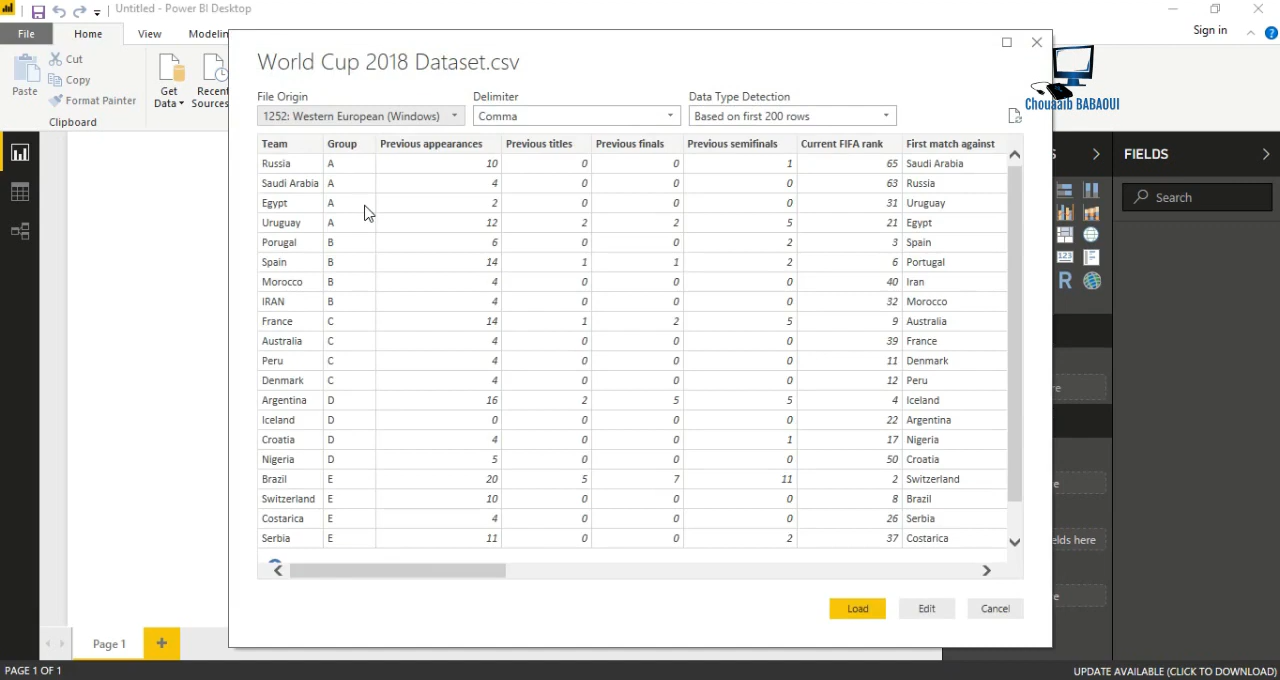 Untitled - Power BI Desktop
File Home View Modelin
Sign in
Cut
Copy
Format Painter
Paste
Clipboard
Get Data
Recent Sources
World Cup 2018 Dataset.csv
Chouaaib BABAOUI
File Origin Delimiter Data Type Detection
1252: Western European (Windows) Comma Based on first 200 rows
Team Group Previous appearances Previous titles Previous finals Previous semifinals Current FIFA rank First match against
Russia A 10 0 0 1 65 Saudi Arabia
Saudi Arabia A 4 0 0 0 63 Russia
Egypt A 2 0 0 0 31 Uruguay
Uruguay A 12 2 2 5 21 Egypt
Porugal B 6 0 0 2 3 Spain
Spain B 14 1 1 2 6 Portugal
Morocco B 4 0 0 0 40 Iran
IRAN B 4 0 0 0 32 Morocco
France C 14 1 2 5 9 Australia
Australia C 4 0 0 0 39 France
Peru C 4 0 0 0 11 Denmark
Denmark C 4 0 0 0 12 Peru
Argentina D 16 2 5 5 4 Iceland
Iceland D 0 0 0 0 22 Argentina
Croatia D 4 0 0 1 17 Nigeria
Nigeria D 5 0 0 0 50 Croatia
Brazil E 20 5 7 11 2 Switzerland
Switzerland E 10 0 0 0 8 Brazil
Costarica E 4 0 0 0 26 Serbia
Serbia E 11 0 0 2 37 Costarica
Load Edit Cancel
S
FIELDS
Search
123
R
ere
e
elds here
e
Page 1
PAGE 1 OF 1
UPDATE AVAILABLE (CLICK TO DOWNLOAD)